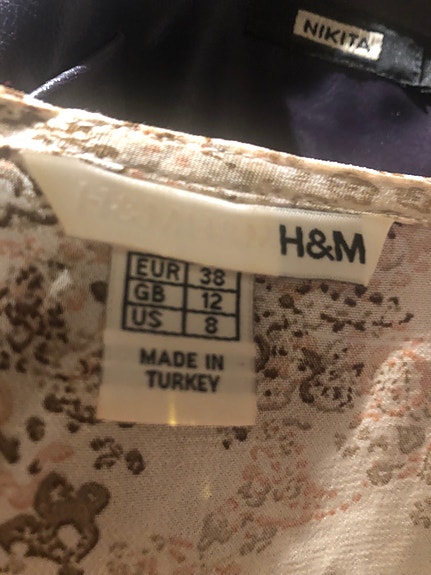 NIKITA
H&M
EUR 38
GB 12
US 8
MADE IN
TURKEY